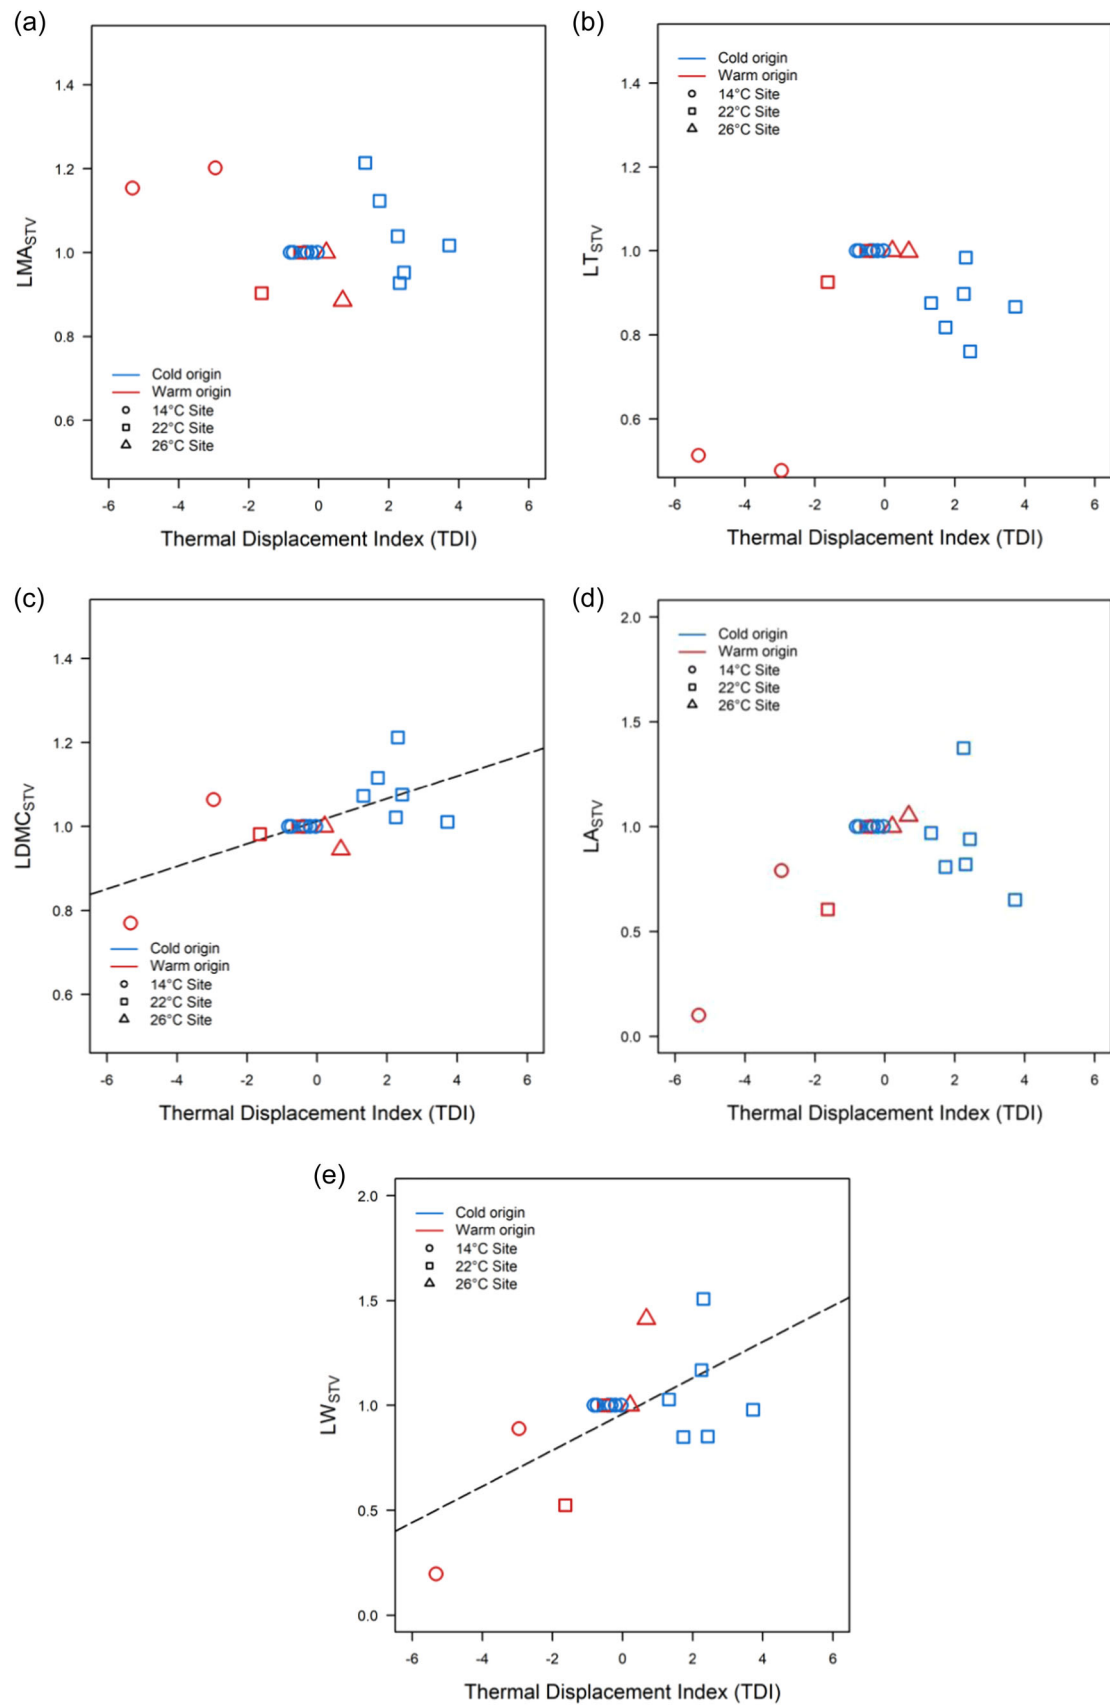 (a)
1.4
1.2
1.0
0.8
0.6
LMASTV
Cold origin
Warm origin
14°C Site
22°C Site
26°C Site
-6 -4 -2 0 2 4 6
Thermal Displacement Index (TDI)
(b)
Cold origin
Warm origin
14°C Site
22°C Site
26°C Site
1.4
1.2
1.0
0.8
0.6
LTSTV
-6 -4 -2 0 2 4 6
Thermal Displacement Index (TDI)
(c)
1.4
1.2
1.0
0.8
0.6
LDMCSTV
Cold origin
Warm origin
14°C Site
22°C Site
26°C Site
-6 -4 -2 0 2 4 6
Thermal Displacement Index (TDI)
(d)
Cold origin
Warm origin
14°C Site
22°C Site
26°C Site
2.0
1.5
1.0
0.5
0.0
LASTV
-6 -4 -2 0 2 4 6
Thermal Displacement Index (TDI)
(e)
Cold origin
Warm origin
14°C Site
22°C Site
26°C Site
2.0
1.5
1.0
0.5
0.0
LWSTV
-6 -4 -2 0 2 4 6
Thermal Displacement Index (TDI)